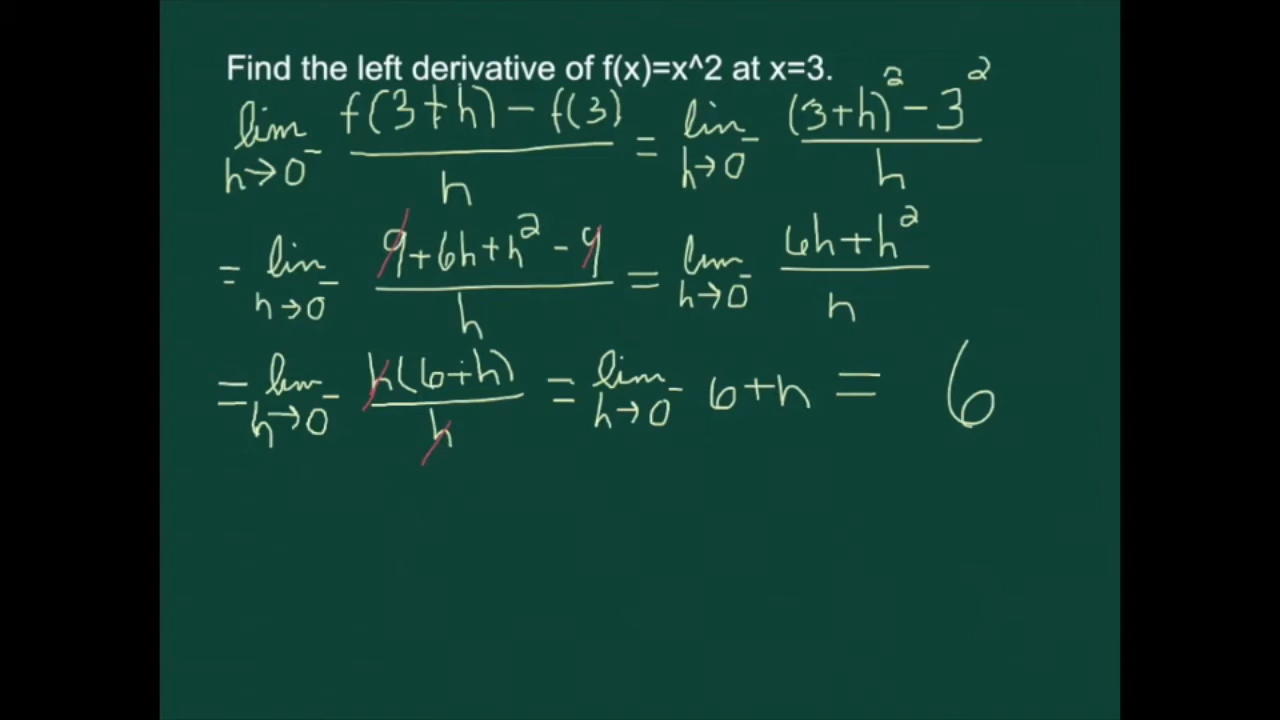 Find the left derivative of f(x)=x^2 at x=3.
lim h→0⁻ (f(3+h) − f(3))/h = lim h→0⁻ ((3+h)² − 3²)/h
= lim h→0⁻ (9+6h+h² − 9)/h = lim h→0⁻ (6h+h²)/h
= lim h→0⁻ h(6+h)/h = lim h→0⁻ 6+h = 6